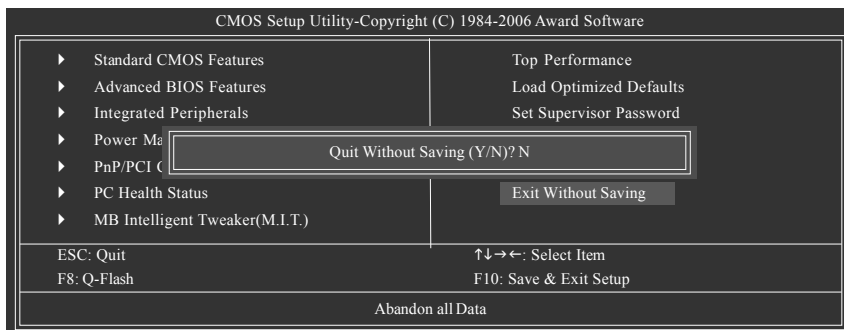 CMOS Setup Utility-Copyright (C) 1984-2006 Award Software
Standard CMOS Features
Advanced BIOS Features
Integrated Peripherals
Power Ma
PnP/PCI C
PC Health Status
MB Intelligent Tweaker(M.I.T.)
Top Performance
Load Optimized Defaults
Set Supervisor Password
Exit Without Saving
Quit Without Saving (Y/N)? N
ESC: Quit
↑↓→←: Select Item
F8: Q-Flash
F10: Save & Exit Setup
Abandon all Data